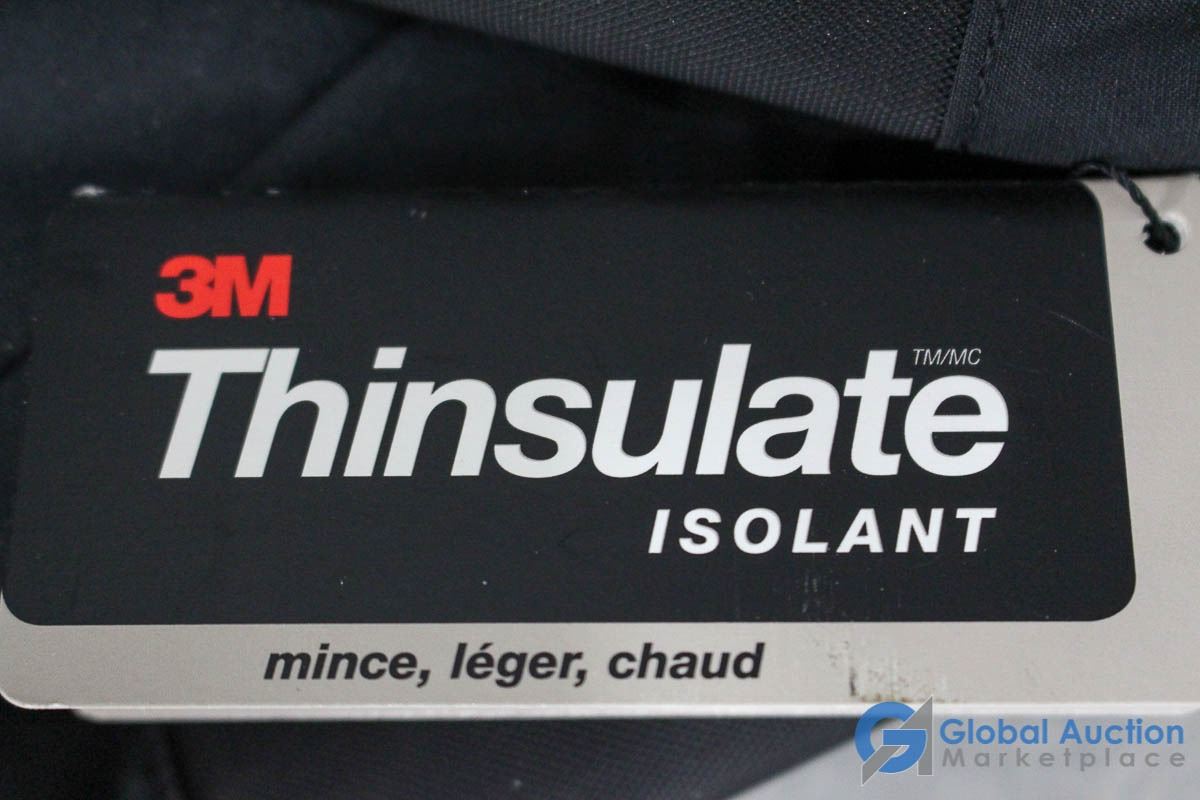 3M
Thinsulate TM/MC
ISOLANT
mince, léger, chaud
Global Auction
Marketplace